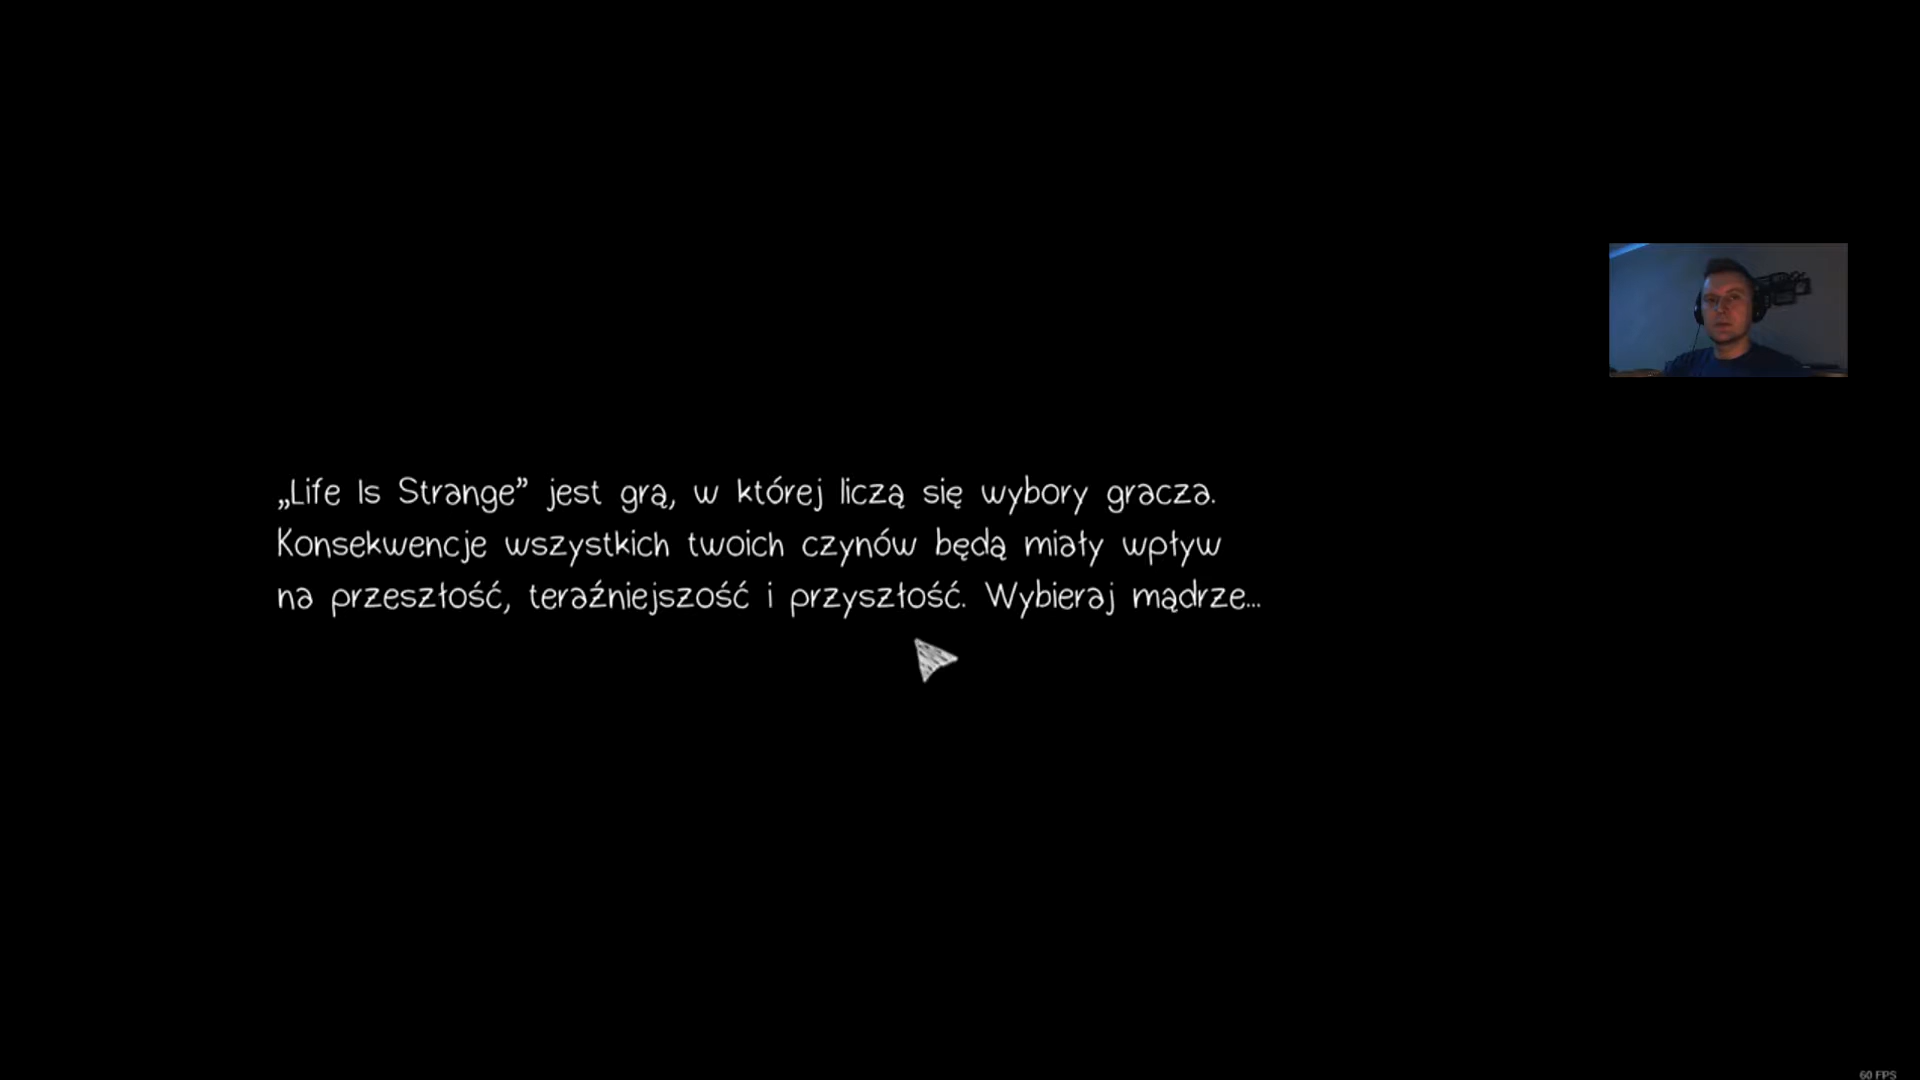 „Life Is Strange” jest grą, w której liczą się wybory gracza.
Konsekwencje wszystkich twoich czynów będą miały wpływ
na przeszłość, teraźniejszość i przyszłość. Wybieraj mądrze...
60 FPS